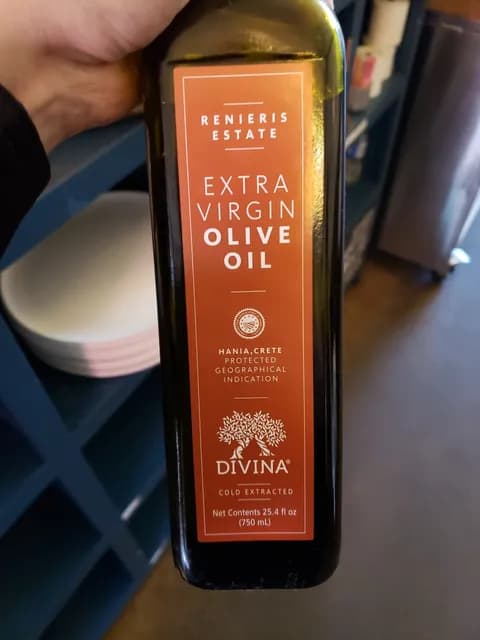 RENIERIS
ESTATE
EXTRA
VIRGIN
OLIVE
OIL
HANIA, CRETE
PROTECTED
GEOGRAPHICAL
INDICATION
DIVINA®
COLD EXTRACTED
Net Contents 25.4 fl oz
(750 mL)